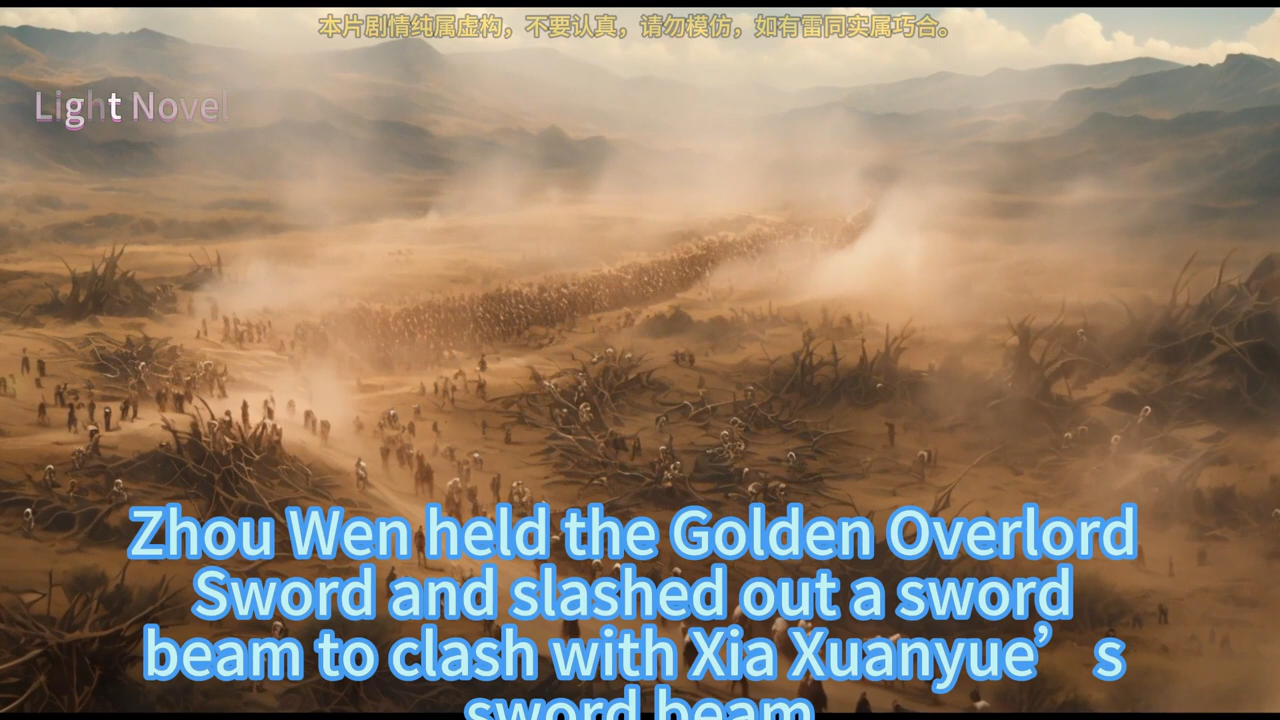 本片剧情纯属虚构，不要认真，请勿模仿，如有雷同实属巧合。
Light Novel
Zhou Wen held the Golden Overlord
Sword and slashed out a sword
beam to clash with Xia Xuanyue’s
sword beam